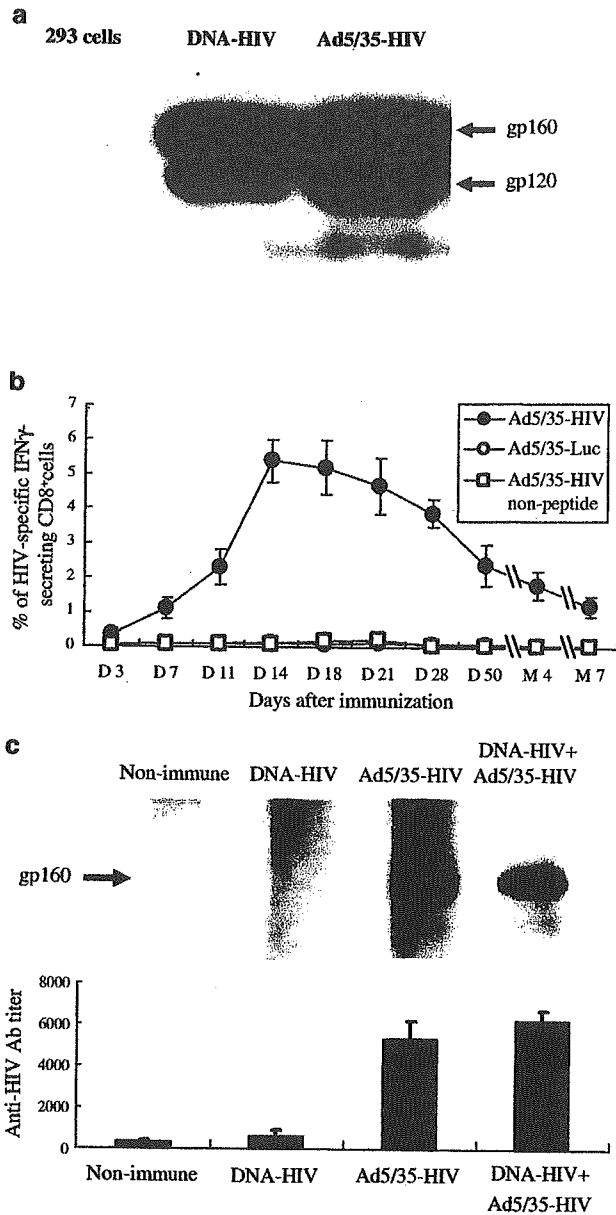 a
293 cells DNA-HIV Ad5/35-HIV
gp160
gp120
b
% of HIV-specific IFNγ-
secreting CD8⁺cells
7
6
5
4
3
2
1
0
Ad5/35-HIV
Ad5/35-Luc
Ad5/35-HIV
non-peptide
D 3 D 7 D 11 D 14 D 18 D 21 D 28 D 50 M 4 M 7
Days after immunization
c
Non-immune DNA-HIV Ad5/35-HIV DNA-HIV+
Ad5/35-HIV
gp160
Anti-HIV Ab titer
8000
6000
4000
2000
0
Non-immune DNA-HIV Ad5/35-HIV DNA-HIV+
Ad5/35-HIV